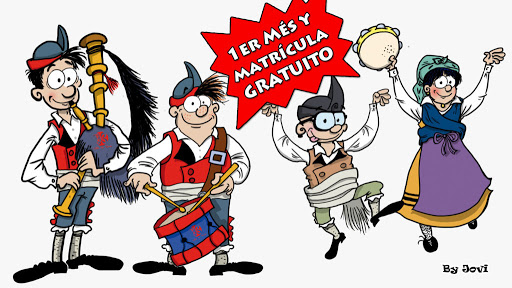 1ER MÉS Y
MATRÍCULA
GRATUITO
By Jovi